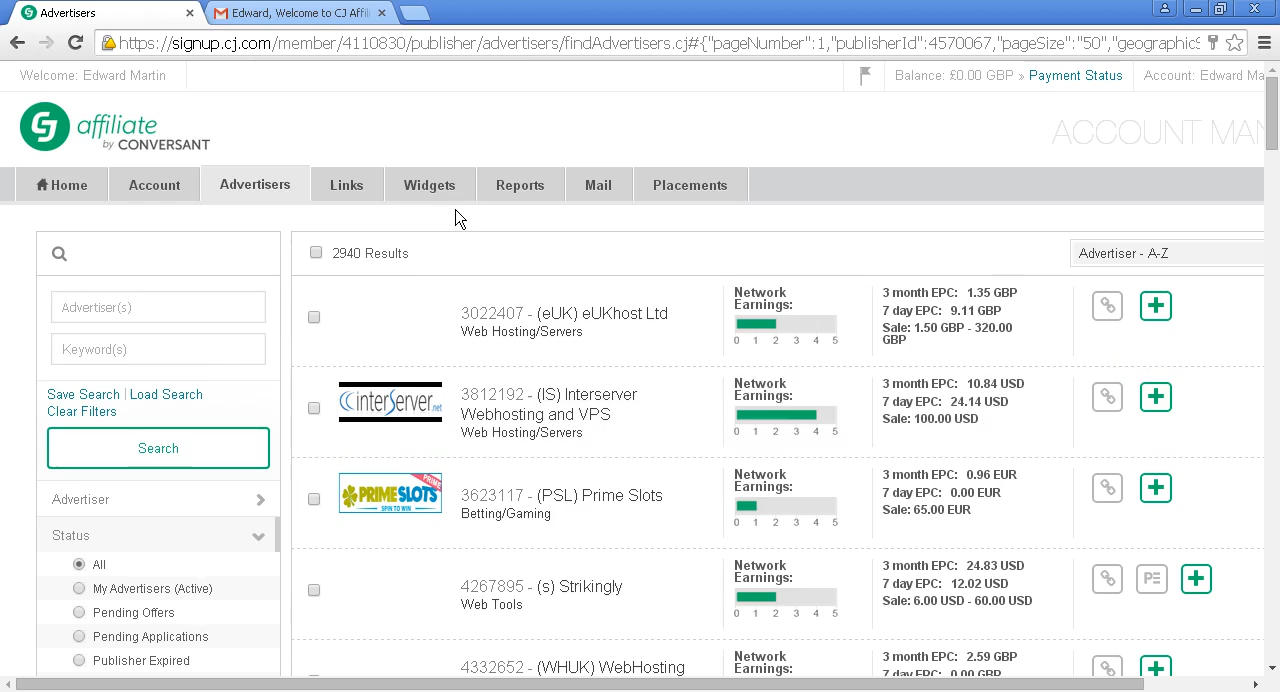 Advertisers
Edward, Welcome to CJ Affil
https://signup.cj.com/member/4110830/publisher/advertisers/findAdvertisers.cj#{"pageNumber":1,"publisherId":4570067,"pageSize":"50","geographicS
Welcome: Edward Martin
Balance: £0.00 GBP » Payment Status
Account: Edward Ma
affiliate
by CONVERSANT
ACCOUNT MAN
Home
Account
Advertisers
Links
Widgets
Reports
Mail
Placements
Advertiser(s)
Keyword(s)
Save Search | Load Search
Clear Filters
Search
Advertiser
Status
All
My Advertisers (Active)
Pending Offers
Pending Applications
Publisher Expired
2940 Results
Advertiser - A-Z
3022407 - (eUK) eUKhost Ltd
Web Hosting/Servers
Network
Earnings:
0 1 2 3 4 5
3 month EPC: 1.35 GBP
7 day EPC: 9.11 GBP
Sale: 1.50 GBP - 320.00
GBP
interServer.net
3812192 - (IS) Interserver
Webhosting and VPS
Web Hosting/Servers
Network
Earnings:
0 1 2 3 4 5
3 month EPC: 10.84 USD
7 day EPC: 24.14 USD
Sale: 100.00 USD
PRIME
PRIMESLOTS
SPIN TO WIN
3623117 - (PSL) Prime Slots
Betting/Gaming
Network
Earnings:
0 1 2 3 4 5
3 month EPC: 0.96 EUR
7 day EPC: 0.00 EUR
Sale: 65.00 EUR
4267895 - (s) Strikingly
Web Tools
Network
Earnings:
0 1 2 3 4 5
3 month EPC: 24.83 USD
7 day EPC: 12.02 USD
Sale: 6.00 USD - 60.00 USD
PE
4332652 - (WHUK) WebHosting
Network
Earnings:
3 month EPC: 2.59 GBP
7 day EPC: 0.00 GBP